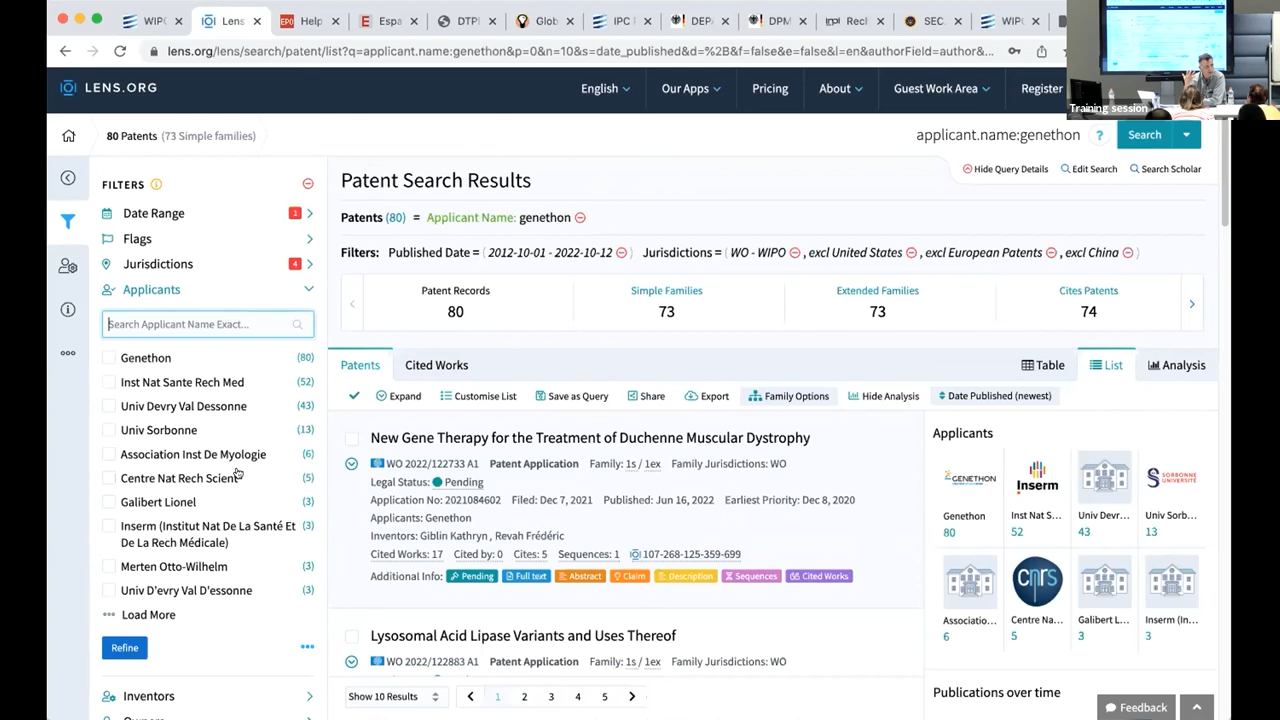 WIPC
Lens
Help
Espa
Glob
IPC
DEP
DPI
Reci
WIPC
lens.org/lens/search/patent/list?q=applicant.name:genethon&p=0&n=10&s=date_published&d=%2B&f=false&e=false&l=en&authorField=author&...
Training session
LENS.ORG
English
Our Apps
Pricing
About
Guest Work Area
Register
80 Patents (73 Simple families)
applicant.name:genethon
?
Search
Hide Query Details
Edit Search
Search Scholar
FILTERS
Date Range 1
Flags
Jurisdictions 4
Applicants
Search Applicant Name Exact...
Genethon (80)
Inst Nat Sante Rech Med (52)
Univ Devry Val Dessonne (43)
Univ Sorbonne (13)
Association Inst De Myologie (6)
Centre Nat Rech Scient (5)
Galibert Lionel (3)
Inserm (Institut Nat De La Santé Et (3)
De La Rech Médicale)
Merten Otto-Wilhelm (3)
Univ D'evry Val D'essonne (3)
Load More
Refine
Inventors
Patent Search Results
Patents (80) = Applicant Name: genethon
Filters: Published Date = ( 2012-10-01 - 2022-10-12 ) Jurisdictions = ( WO - WIPO , excl United States , excl European Patents , excl China )
Patent Records
80
Simple Families
73
Extended Families
73
Cites Patents
74
Patents
Cited Works
Table
List
Analysis
Expand
Customise List
Save as Query
Share
Export
Family Options
Hide Analysis
Date Published (newest)
New Gene Therapy for the Treatment of Duchenne Muscular Dystrophy
WO 2022/122733 A1 Patent Application Family: 1s / 1ex Family Jurisdictions: WO
Application No: 2021084602 Filed: Dec 7, 2021 Published: Jun 16, 2022 Earliest Priority: Dec 8, 2020
Applicants: Genethon
Inventors: Giblin Kathryn , Revah Frédéric
Cited Works: 17 Cited by: 0 Cites: 5 Sequences: 1 107-268-125-359-699
Additional Info: Pending Full text Abstract Claim Description Sequences Cited Works
Lysosomal Acid Lipase Variants and Uses Thereof
WO 2022/122883 A1 Patent Application Family: 1s / 1ex Family Jurisdictions: WO
Show 10 Results
1 2 3 4 5
Applicants
GENETHON
Inserm
SORBONNE
UNIVERSITÉ
Genethon
80
Inst Nat S...
52
Univ Devr...
43
Univ Sorb...
13
cnrs
Associatio...
6
Centre Na...
5
Galibert L...
3
Inserm (In...
3
Publications over time
Feedback